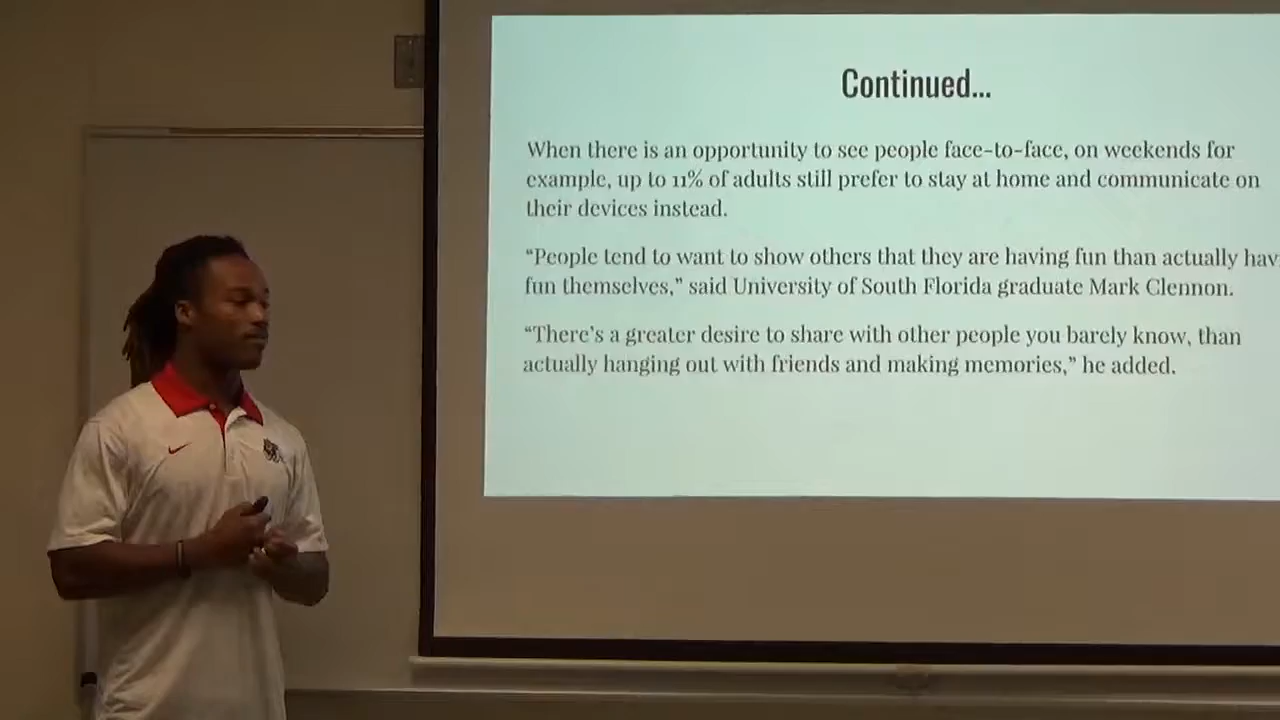 Continued...
When there is an opportunity to see people face-to-face, on weekends for
example, up to 11% of adults still prefer to stay at home and communicate on
their devices instead.
“People tend to want to show others that they are having fun than actually hav
fun themselves,” said University of South Florida graduate Mark Clennon.
“There’s a greater desire to share with other people you barely know, than
actually hanging out with friends and making memories,” he added.